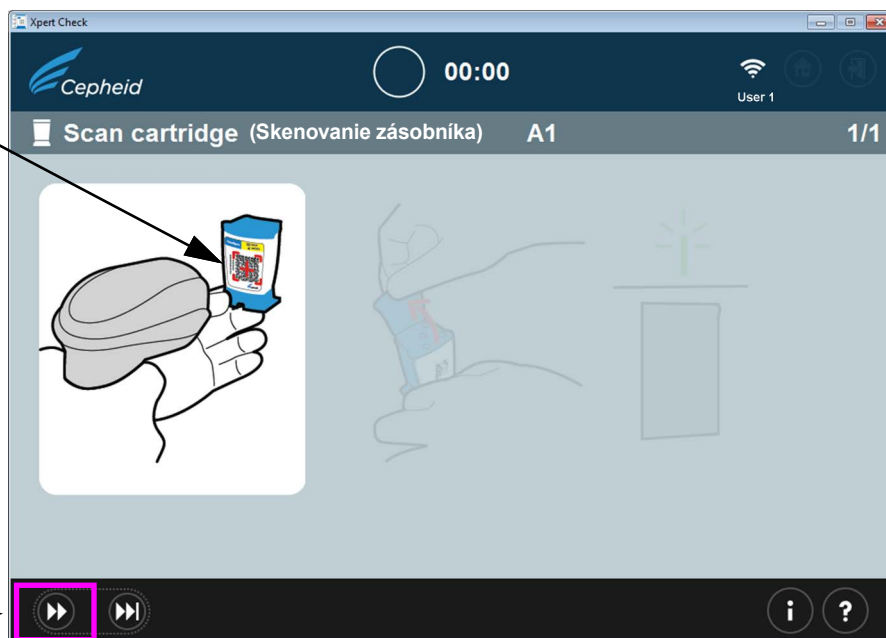 Xpert Check
Cepheid
00:00
User 1
Scan cartridge (Skenovanie zásobníka) A1 1/1
i ?